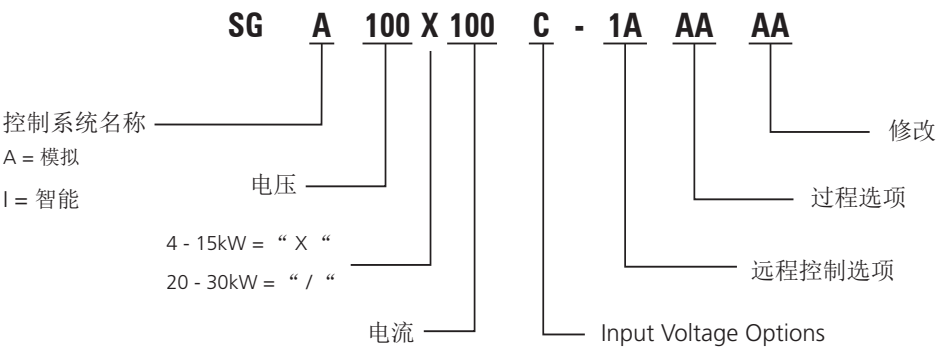 SG A 100 X 100 C - 1A AA AA
控制系统名称
A = 模拟
I = 智能
修改
电压
过程选项
4 - 15kW = “ X “
20 - 30kW = “ / “
远程控制选项
电流
Input Voltage Options